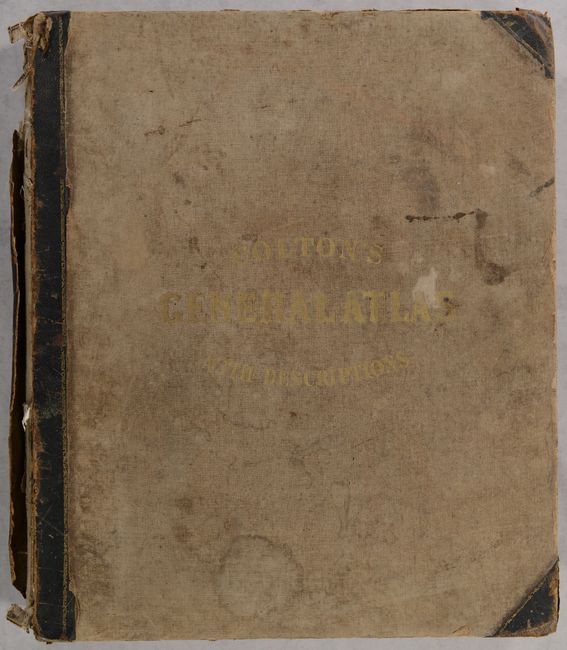 COLTON'S
GENERAL ATLAS
WITH DESCRIPTIONS.